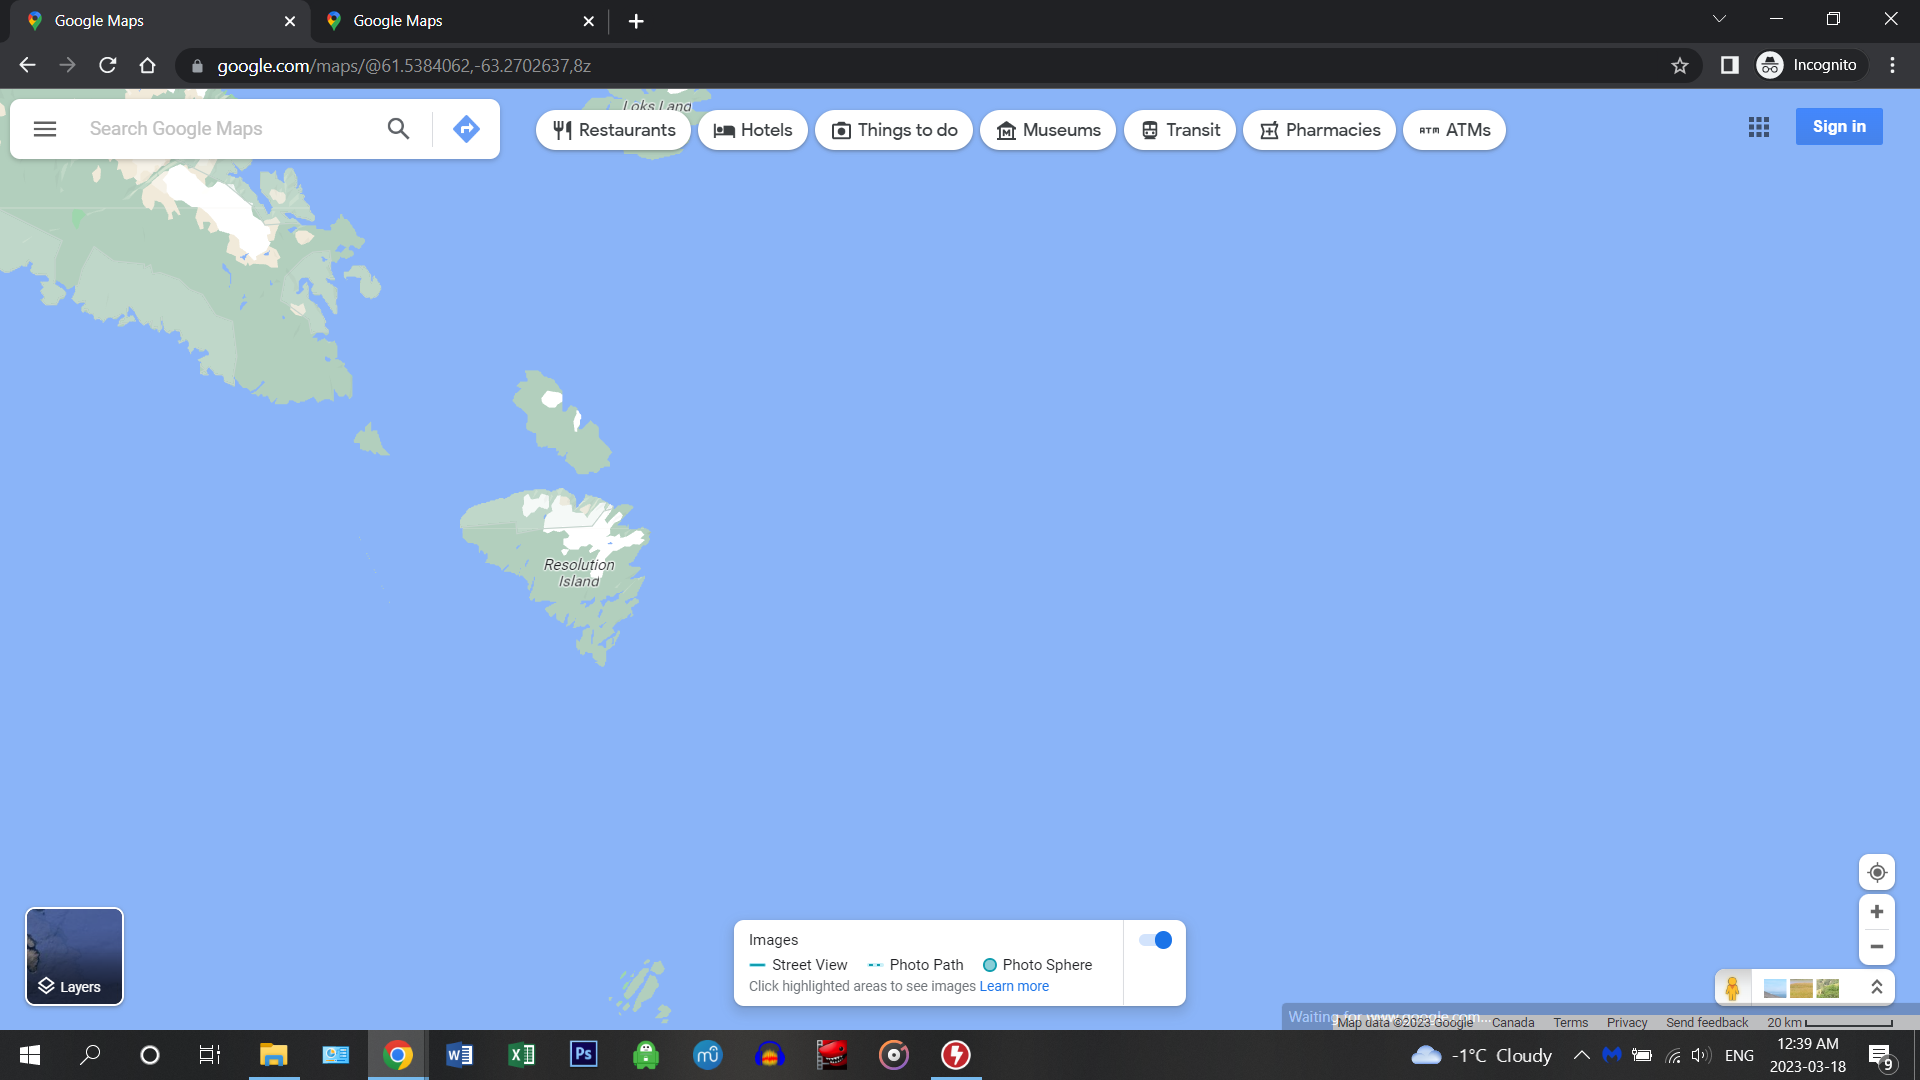 Google Maps
Google Maps
google.com/maps/@61.5384062,-63.2702637,8z
Incognito
Search Google Maps
Loks Land
Restaurants
Hotels
Things to do
Museums
Transit
Pharmacies
ATM ATMs
Sign in
Resolution
Island
Layers
Images
Street View
Photo Path
Photo Sphere
Click highlighted areas to see images Learn more
Waiting for www.google.com...
Map data ©2023 Google
Canada
Terms
Privacy
Send feedback
20 km
W
X
Ps
mu
-1°C Cloudy
ENG
12:39 AM
2023-03-18
9